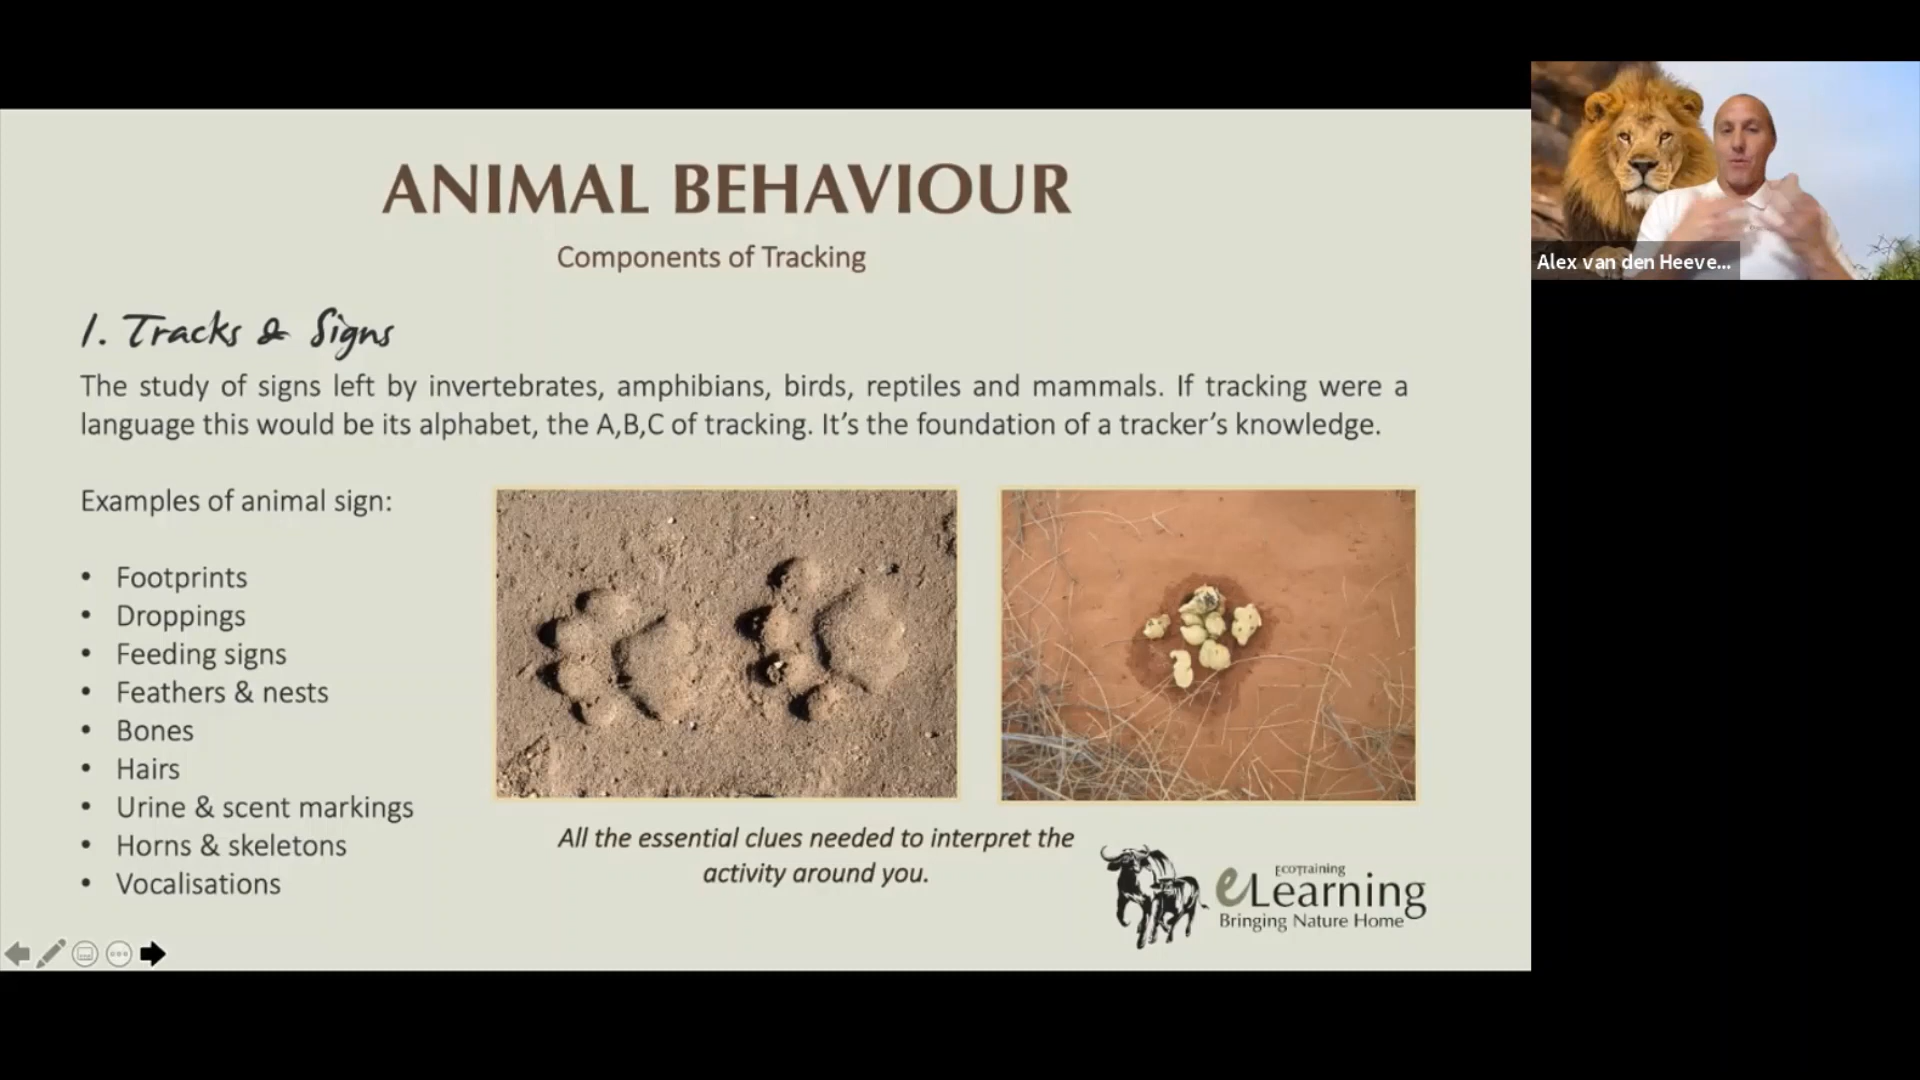 ANIMAL BEHAVIOUR
Components of Tracking
1. Tracks & Signs
The study of signs left by invertebrates, amphibians, birds, reptiles and mammals. If tracking were a
language this would be its alphabet, the A,B,C of tracking. It’s the foundation of a tracker’s knowledge.
Examples of animal sign:
• Footprints
• Droppings
• Feeding signs
• Feathers & nests
• Bones
• Hairs
• Urine & scent markings
• Horns & skeletons
• Vocalisations
All the essential clues needed to interpret the
activity around you.
ECOTRAINING
eLearning
Bringing Nature Home
Alex van den Heeve...